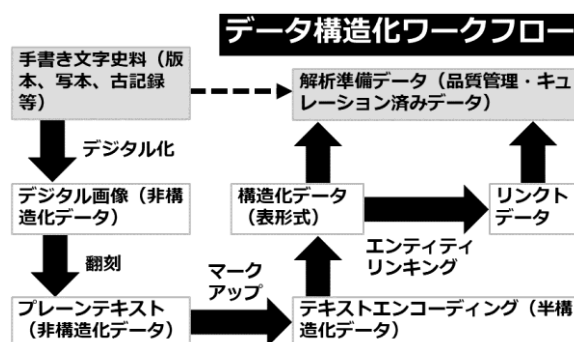 データ構造化ワークフロー
手書き文字史料（版
本、写本、古記録
等）
解析準備データ（品質管理・キュ
レーション済みデータ）
デジタル化
デジタル画像（非構
造化データ）
構造化データ
（表形式）
リンクト
データ
エンティティ
リンキング
翻刻
マーク
アップ
プレーンテキスト
（非構造化データ）
テキストエンコーディング（半構
造化データ）